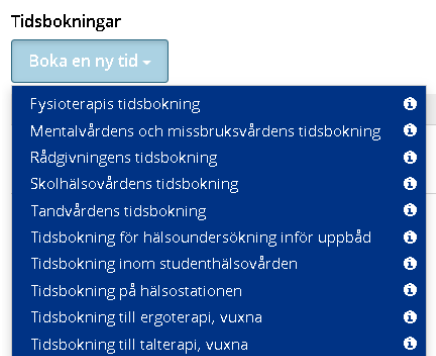 Tidsbokningar
Boka en ny tid
Fysioterapis tidsbokning
Mentalvårdens och missbruksvårdens tidsbokning
Rådgivningens tidsbokning
Skolhälsovårdens tidsbokning
Tandvårdens tidsbokning
Tidsbokning för hälsoundersökning inför uppbåd
Tidsbokning inom studenthälsovården
Tidsbokning på hälsostationen
Tidsbokning till ergoterapi, vuxna
Tidsbokning till talterapi, vuxna